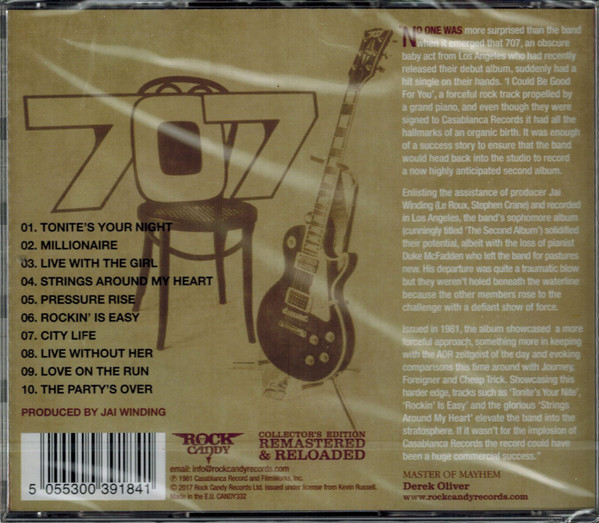 707
01. TONITE'S YOUR NIGHT
02. MILLIONAIRE
03. LIVE WITH THE GIRL
04. STRINGS AROUND MY HEART
05. PRESSURE RISE
06. ROCKIN' IS EASY
07. CITY LIFE
08. LIVE WITHOUT HER
09. LOVE ON THE RUN
10. THE PARTY'S OVER
PRODUCED BY JAI WINDING
5 055300 391841
ROCK
CANDY
COLLECTOR'S EDITION
REMASTERED
& RELOADED
email: info@rockcandyrecords.com
℗ 1981 Casablanca Record and FilmWorks, Inc.
© 2017 Rock Candy Records Ltd. Issued under license from Kevin Russell.
Made in the E.U. CANDY332
NO ONE WAS more surprised than the band
when it emerged that 707, an obscure
baby act from Los Angeles who had recently
released their debut album, suddenly had a
hit single on their hands. 'I Could Be Good
For You', a forceful rock track propelled by
a grand piano, and even though they were
signed to Casablanca Records it had all the
hallmarks of an organic birth. It was enough
of a success story to ensure that the band
would head back into the studio to record
a now highly anticipated second album.
Enlisting the assistance of producer Jai
Winding (Le Roux, Stephen Crane) and recorded
in Los Angeles, the band's sophomore album
(cunningly titled 'The Second Album') solidified
their potential, albeit with the loss of pianist
Duke McFadden who left the band for pastures
new. His departure was quite a traumatic blow
but they weren't holed beneath the waterline
because the other members rose to the
challenge with a defiant show of force.
Issued in 1981, the album showcased a more
forceful approach, something more in keeping
with the AOR zeitgeist of the day and evoking
comparisons this time around with Journey,
Foreigner and Cheap Trick. Showcasing this
harder edge, tracks such as 'Tonite's Your Nite',
'Rockin' Is Easy' and the glorious 'Strings
Around My Heart' elevate the band into the
stratosphere. If it wasn't for the implosion of
Casablanca Records the record could have
been a huge commercial success."
MASTER OF MAYHEM
Derek Oliver
www.rockcandyrecords.com